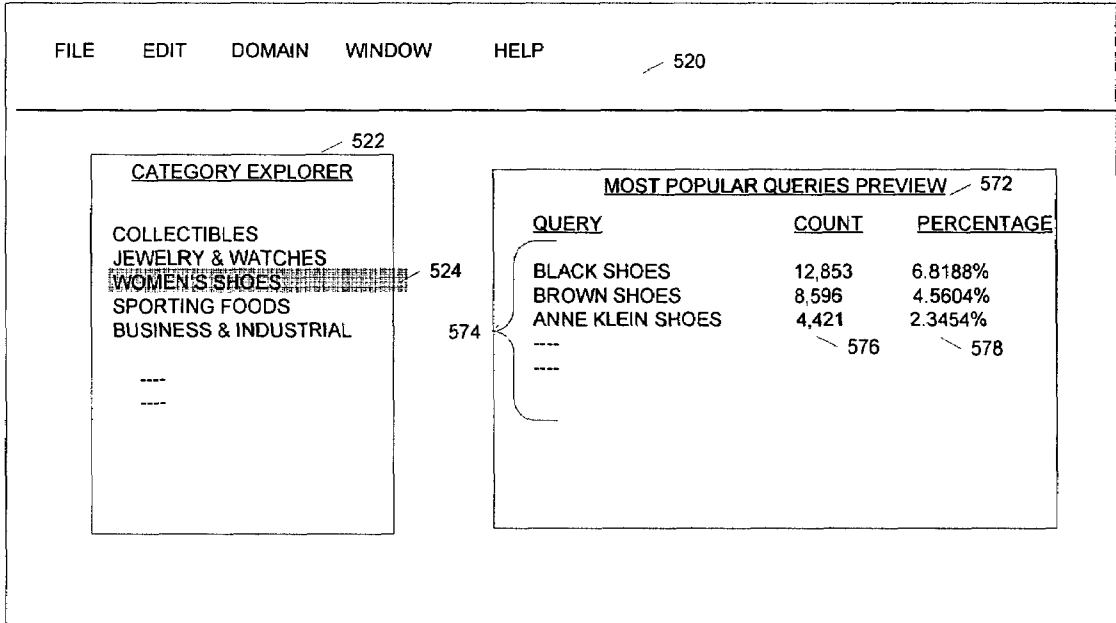 FILE EDIT DOMAIN WINDOW HELP
520
522
CATEGORY EXPLORER
COLLECTIBLES
JEWELRY & WATCHES
WOMEN'S SHOES
524
SPORTING FOODS
BUSINESS & INDUSTRIAL
----
----
MOST POPULAR QUERIES PREVIEW 572
QUERY COUNT PERCENTAGE
BLACK SHOES 12,853 6.8188%
BROWN SHOES 8,596 4.5604%
ANNE KLEIN SHOES 4,421 2.3454%
574
576 578
----
----